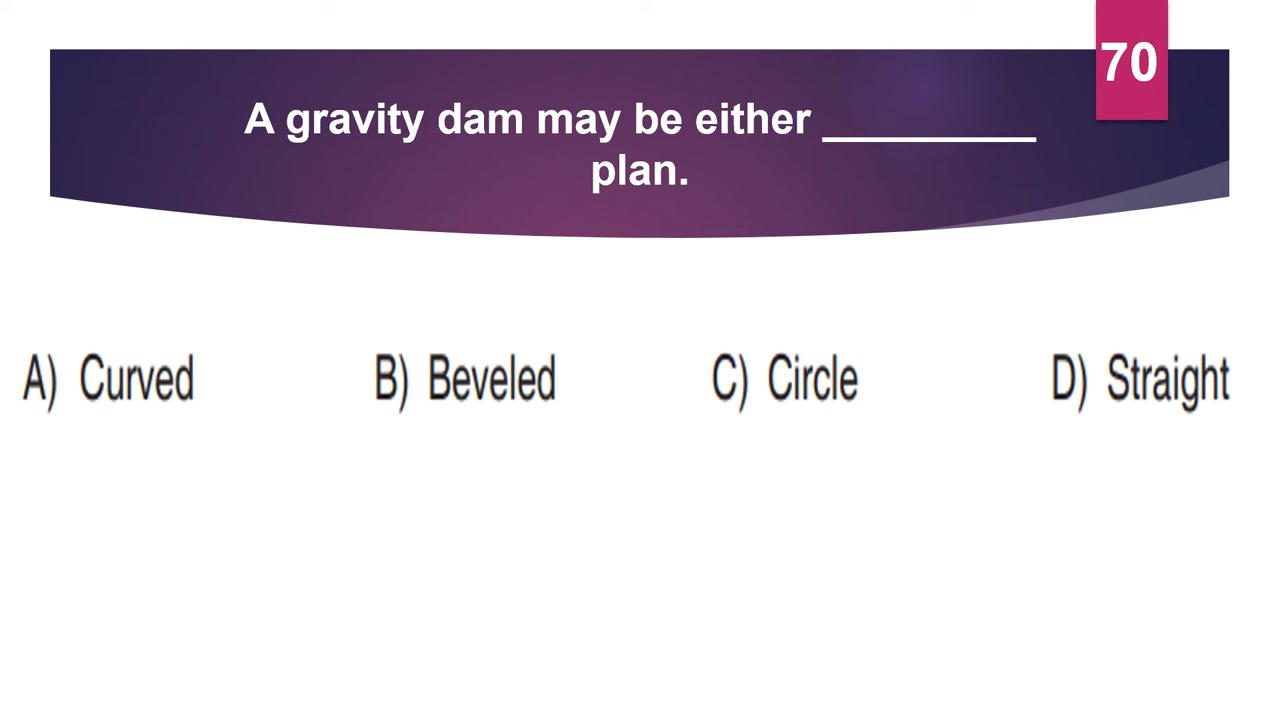 70
A gravity dam may be either __________
plan.
A) Curved B) Beveled C) Circle D) Straight